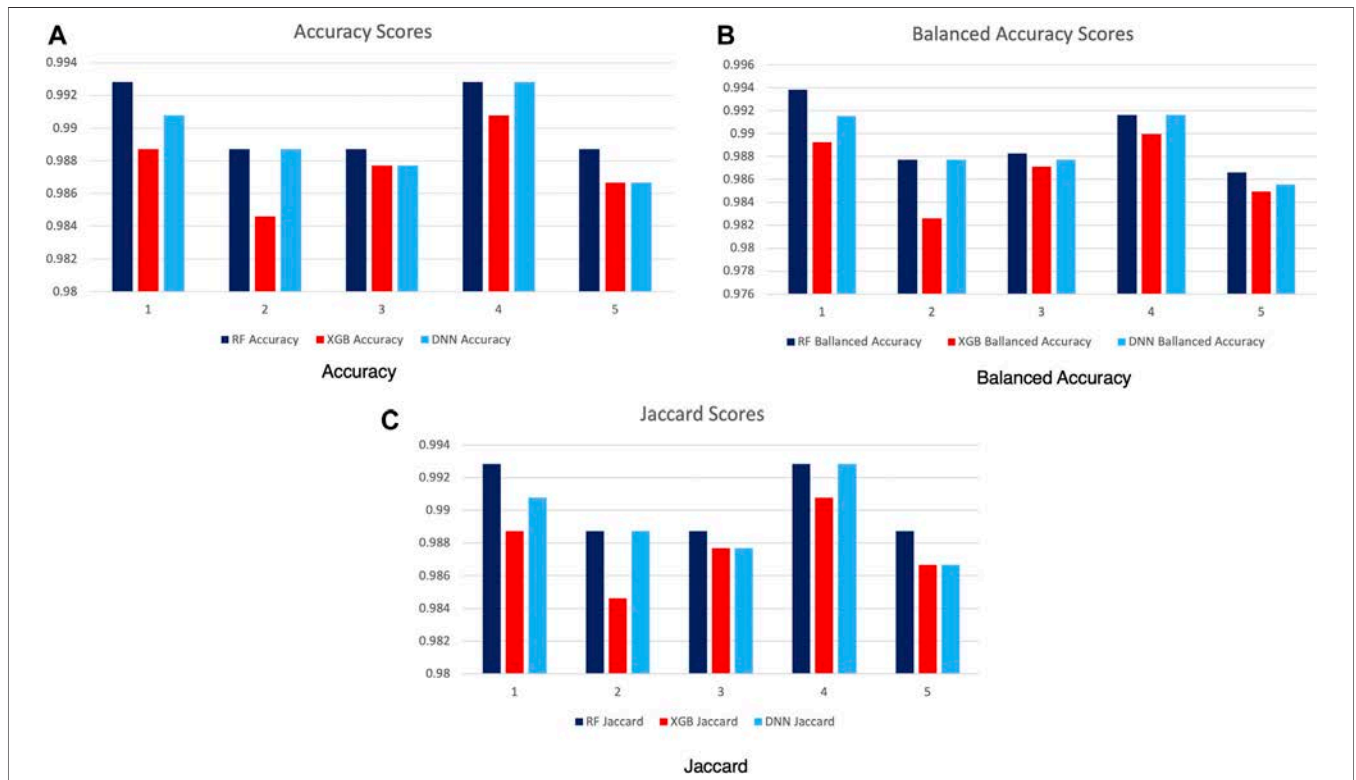 A
Accuracy Scores
0.994
0.992
0.99
0.988
0.986
0.984
0.982
0.98
1 2 3 4 5
RF Accuracy XGB Accuracy DNN Accuracy
Accuracy
B
Balanced Accuracy Scores
0.996
0.994
0.992
0.99
0.988
0.986
0.984
0.982
0.98
0.978
0.976
1 2 3 4 5
RF Ballanced Accuracy XGB Ballanced Accuracy DNN Ballanced Accuracy
Balanced Accuracy
C
Jaccard Scores
0.994
0.992
0.99
0.988
0.986
0.984
0.982
0.98
1 2 3 4 5
RF Jaccard XGB Jaccard DNN Jaccard
Jaccard